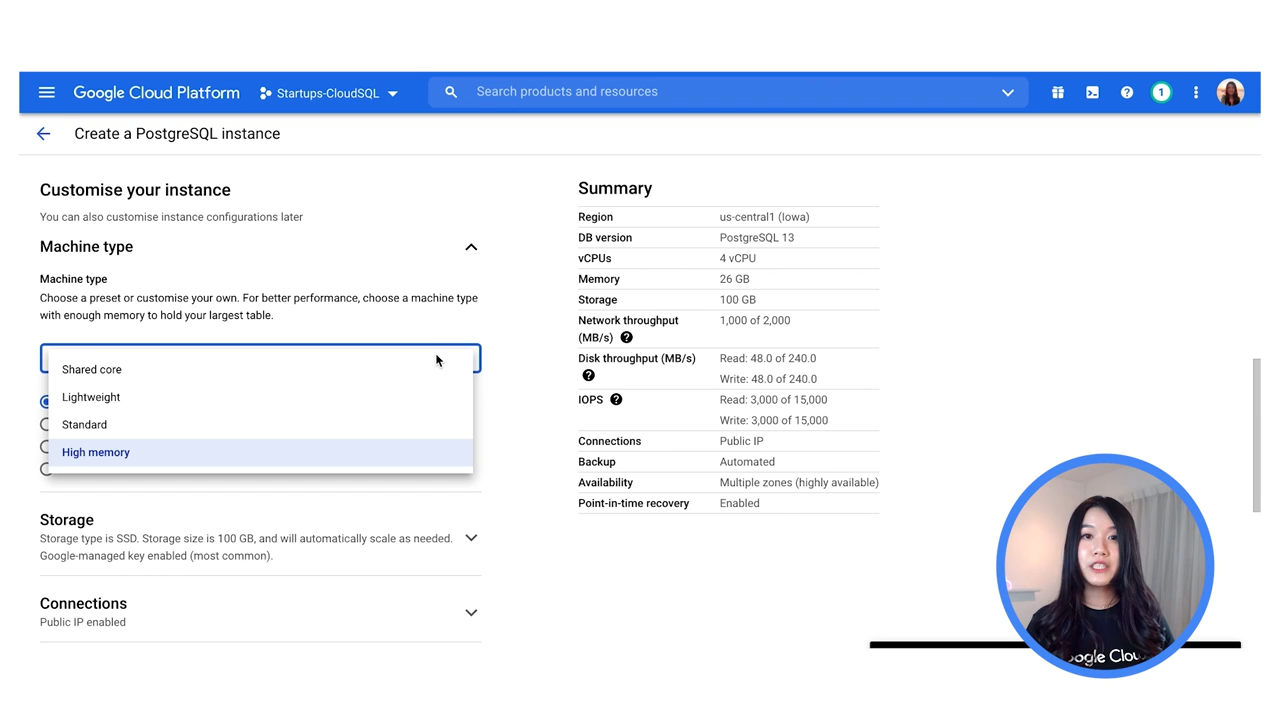 Google Cloud Platform
Startups-CloudSQL
Search products and resources
1
Create a PostgreSQL instance
Customise your instance
You can also customise instance configurations later
Machine type
Machine type
Choose a preset or customise your own. For better performance, choose a machine type
with enough memory to hold your largest table.
Shared core
Lightweight
Standard
High memory
Storage
Storage type is SSD. Storage size is 100 GB, and will automatically scale as needed.
Google-managed key enabled (most common).
Connections
Public IP enabled
Summary
Region us-central1 (Iowa)
DB version PostgreSQL 13
vCPUs 4 vCPU
Memory 26 GB
Storage 100 GB
Network throughput 1,000 of 2,000
(MB/s)
Disk throughput (MB/s) Read: 48.0 of 240.0
Write: 48.0 of 240.0
IOPS Read: 3,000 of 15,000
Write: 3,000 of 15,000
Connections Public IP
Backup Automated
Availability Multiple zones (highly available)
Point-in-time recovery Enabled
oogle Clou